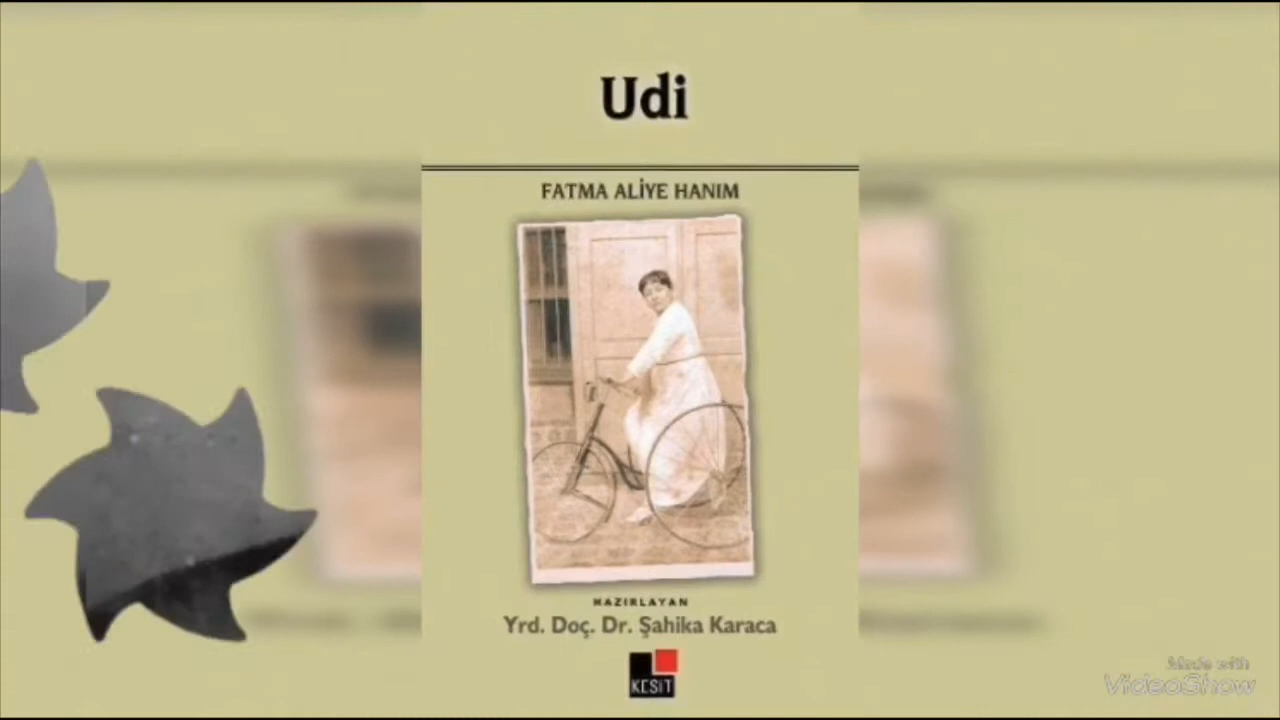 Udi
FATMA ALİYE HANIM
HAZIRLAYAN
Yrd. Doç. Dr. Şahika Karaca
KESİT
Made with
VideoShow